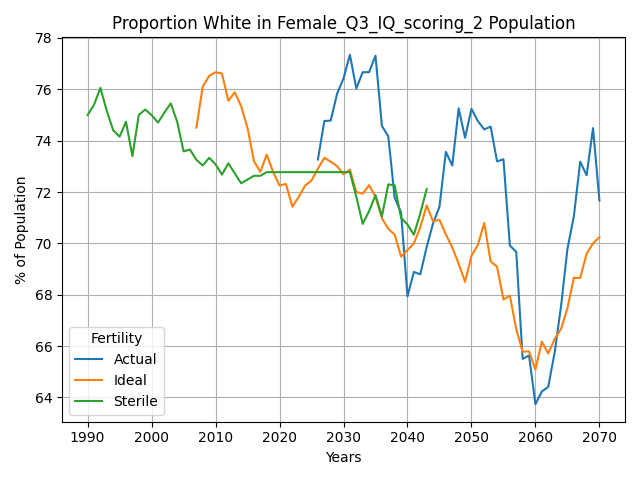 Proportion White in Female_Q3_IQ_scoring_2 Population
% of Population
78
76
74
72
70
68
66
64
Fertility
Actual
Ideal
Sterile
1990 2000 2010 2020 2030 2040 2050 2060 2070
Years